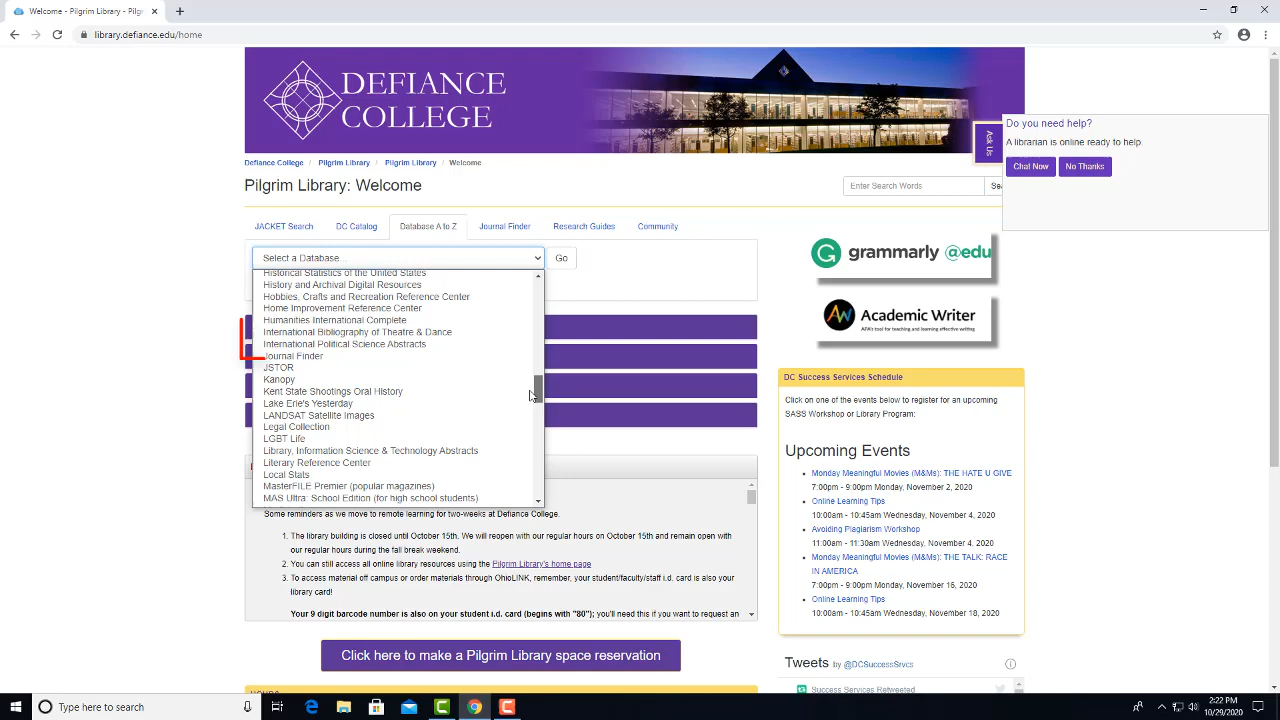 Welcome - Pilgrim Library - Pilgri
library.defiance.edu/home
DEFIANCE
COLLEGE
Ask Us
Do you need help?
A librarian is online ready to help.
Chat Now
No Thanks
Defiance College
Pilgrim Library
Pilgrim Library
Welcome
Pilgrim Library: Welcome
Enter Search Words
JACKET Search
DC Catalog
Database A to Z
Journal Finder
Research Guides
Community
Select a Database...
Go
Historical Statistics of the United States
History and Archival Digital Resources
Hobbies, Crafts and Recreation Reference Center
Home Improvement Reference Center
Humanities International Complete
International Bibliography of Theatre & Dance
International Political Science Abstracts
Journal Finder
JSTOR
Kanopy
Kent State Shootings Oral History
Lake Erie's Yesterday
LANDSAT Satellite Images
Legal Collection
LGBT Life
Library, Information Science & Technology Abstracts
Literary Reference Center
Local Stats
MasterFILE Premier (popular magazines)
MAS Ultra: School Edition (for high school students)
grammarly @edu
Academic Writer
APA's tool for teaching and learning effective writing
DC Success Services Schedule
Click on one of the events below to register for an upcoming
SASS Workshop or Library Program:
Upcoming Events
Monday Meaningful Movies (M&Ms): THE HATE U GIVE
7:00pm - 9:00pm Monday, November 2, 2020
Online Learning Tips
10:00am - 10:45am Wednesday, November 4, 2020
Avoiding Plagiarism Workshop
11:00am - 11:30am Wednesday, November 4, 2020
Monday Meaningful Movies (M&Ms): THE TALK: RACE
IN AMERICA
7:00pm - 9:00pm Monday, November 16, 2020
Online Learning Tips
10:00am - 10:45am Wednesday, November 18, 2020
Some reminders as we move to remote learning for two-weeks at Defiance College.
1. The library building is closed until October 15th. We will reopen with our regular hours on October 15th and remain open with
our regular hours during the fall break weekend.
2. You can still access all online library resources using the Pilgrim Library's home page
3. To access material off campus or order materials through OhioLINK, remember, your student/faculty/staff i.d. card is also your
library card!
Your 9 digit barcode number is also on your student i.d. card (begins with "80"); you'll need this if you want to request an
Click here to make a Pilgrim Library space reservation
Tweets by @DCSuccessSrvcs
Success Services Retweeted
Type here to search
2:22 PM
10/29/2020